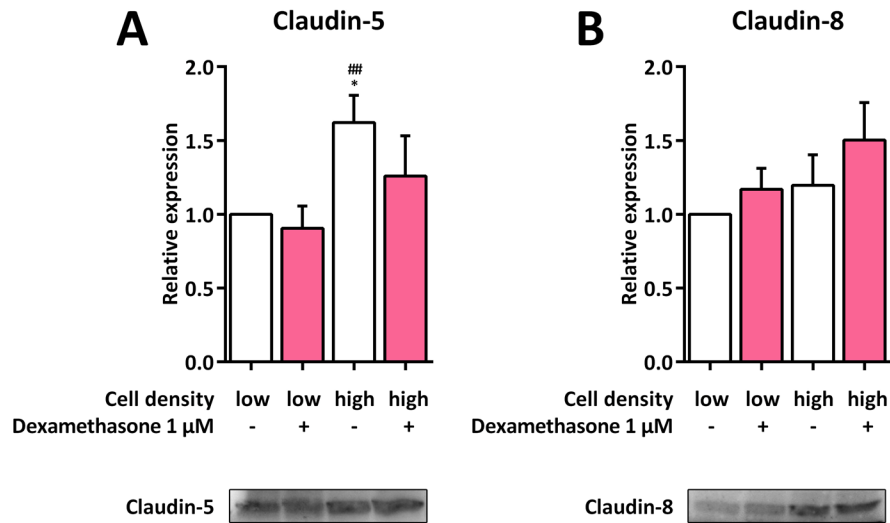 A
Claudin-5
Relative expression
2.0
1.5
1.0
0.5
0.0
##
*
Cell density low low high high
Dexamethasone 1 µM - + - +
Claudin-5
B
Claudin-8
Relative expression
2.0
1.5
1.0
0.5
0.0
Cell density low low high high
Dexamethasone 1 µM - + - +
Claudin-8